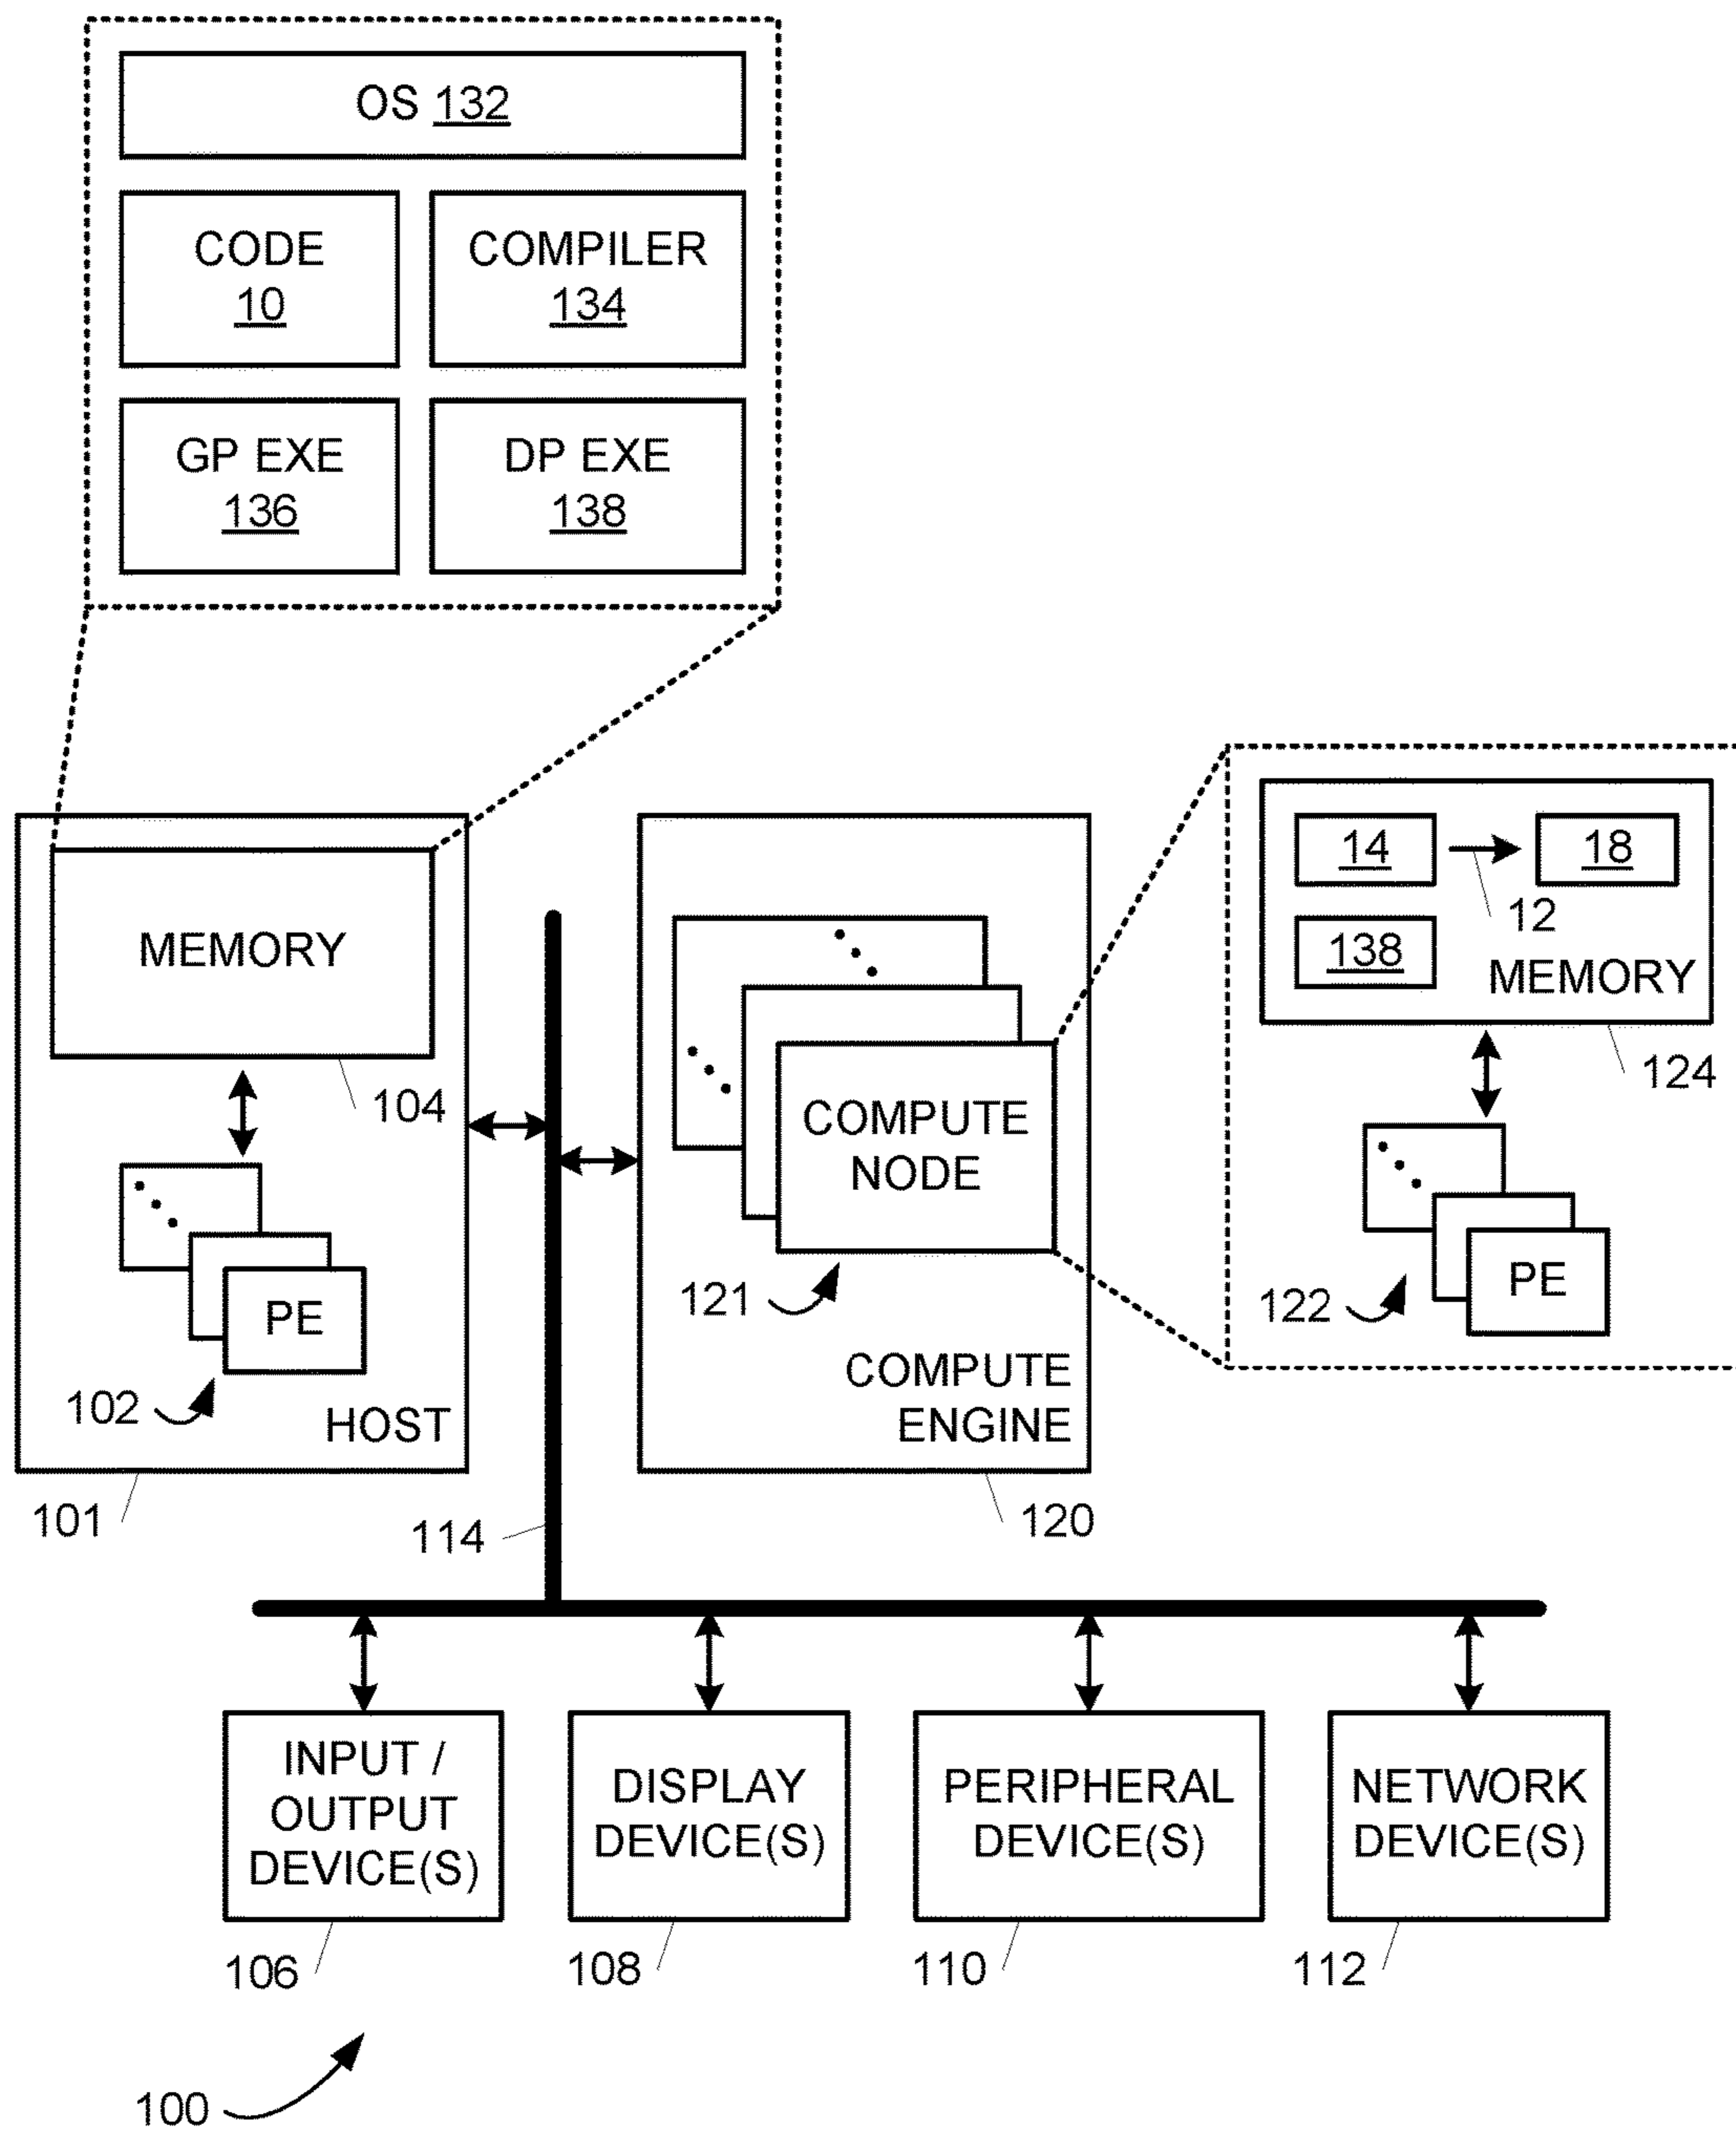 OS 132
CODE
10
COMPILER
134
GP EXE
136
DP EXE
138
MEMORY
104
PE
102
HOST
101
114
COMPUTE
NODE
121
COMPUTE
ENGINE
120
14
18
12
138
MEMORY
124
122
PE
INPUT /
OUTPUT
DEVICE(S)
106
DISPLAY
DEVICE(S)
108
PERIPHERAL
DEVICE(S)
110
NETWORK
DEVICE(S)
112
100